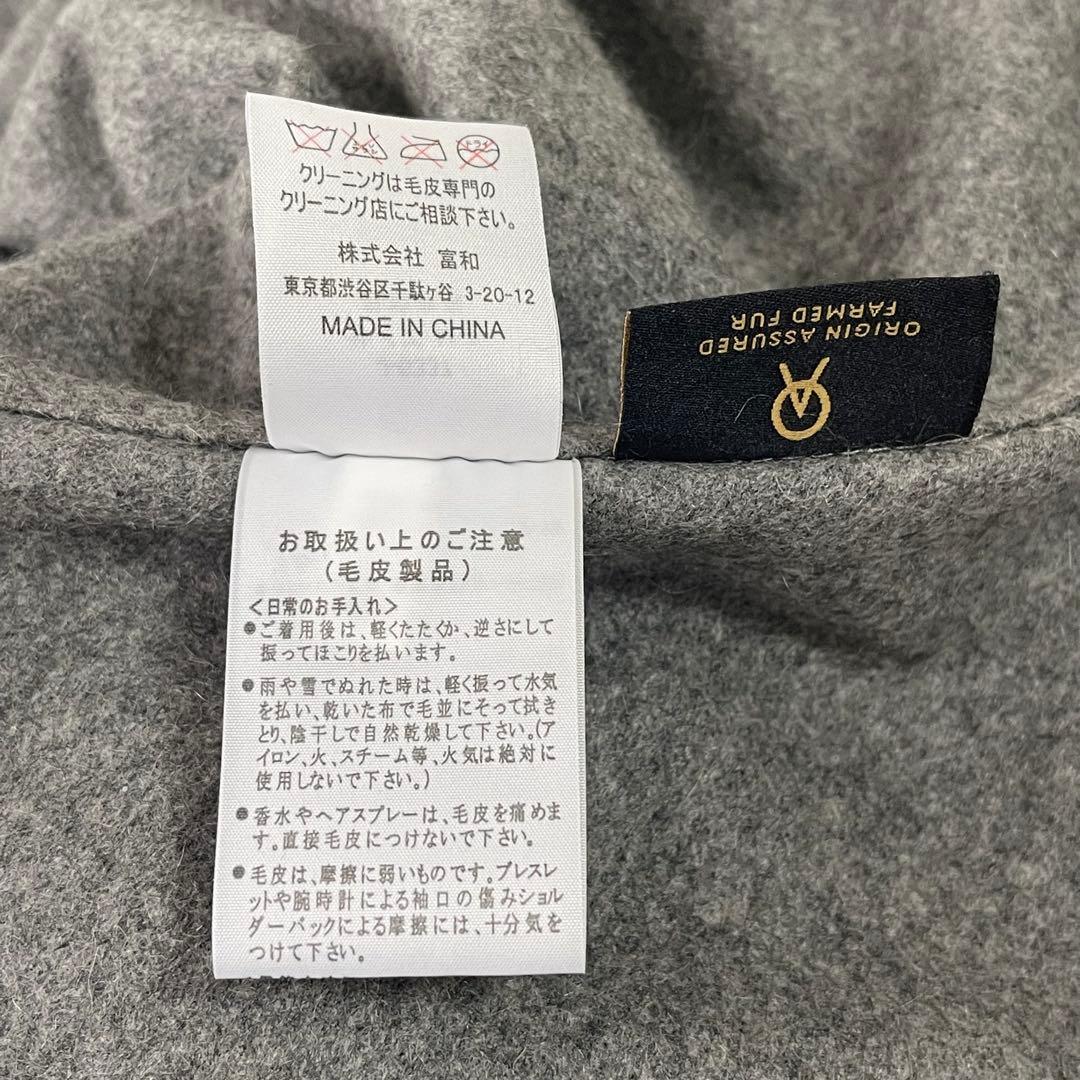 クリーニングは毛皮専門の
クリーニング店にご相談下さい。
株式会社 富和
東京都渋谷区千駄ヶ谷 3-20-12
MADE IN CHINA
ORIGIN ASSURED
FARMED FUR
お取扱い上のご注意
(毛皮製品)
<日常のお手入れ>
●ご着用後は、軽くたたくか、逆さにして
振ってほこりを払います。
●雨や雪でぬれた時は、軽く振って水気
を払い、乾いた布で毛並にそって拭き
とり、陰干しで自然乾燥して下さい。(ア
イロン、火、スチーム等、火気は絶対に
使用しないで下さい。)
●香水やヘアスプレーは、毛皮を痛めま
す。直接毛皮につけないで下さい。
●毛皮は、摩擦に弱いものです。ブレスレ
ットや腕時計による袖口の傷みショル
ダーバックによる摩擦には、十分気を
つけて下さい。